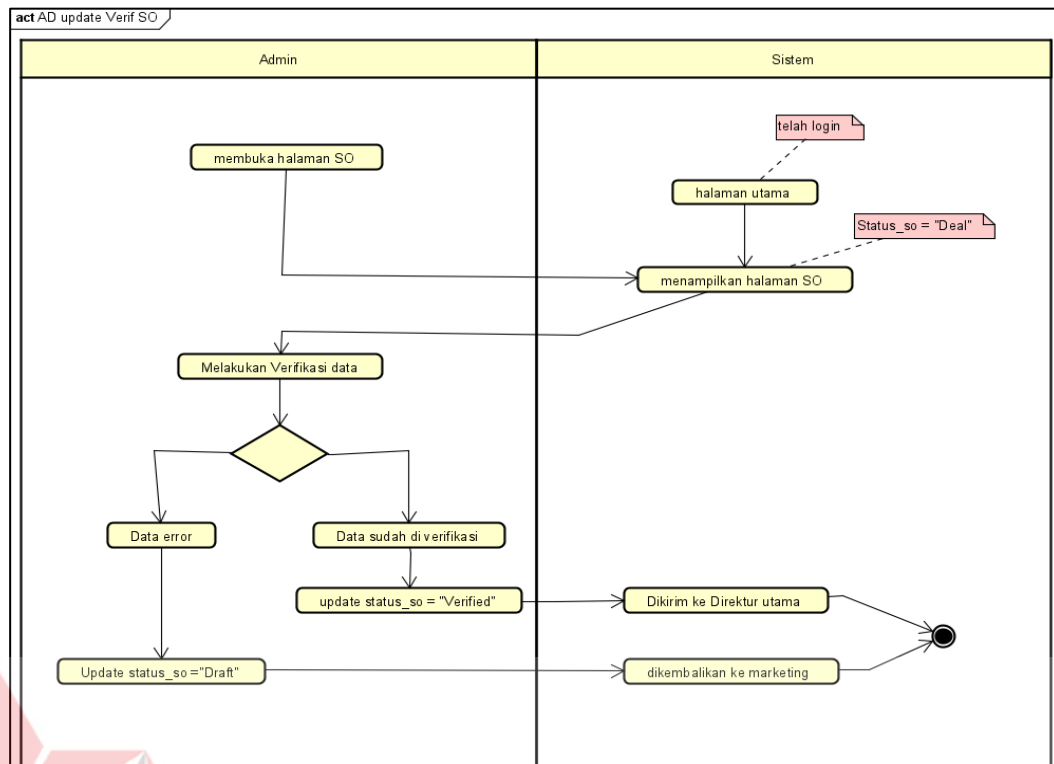 act AD update Verif SO
Admin
Sistem
telah login
membuka halaman SO
halaman utama
Status_so = "Deal"
menampilkan halaman SO
Melakukan Verifikasi data
Data error
Data sudah di verifikasi
update status_so = "Verified"
Dikirim ke Direktur utama
Update status_so ="Draft"
dikembalikan ke marketing